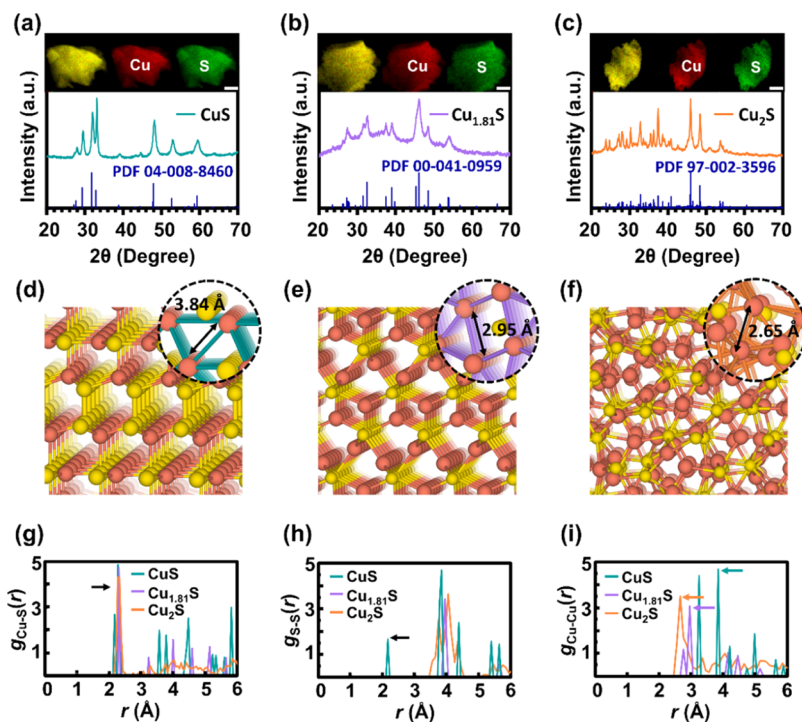 (a) (b) (c)
Cu S Cu S Cu S
Intensity (a.u.)
CuS
PDF 04-008-8460
20 30 40 50 60 70
2θ (Degree)
Intensity (a.u.)
Cu1.81S
PDF 00-041-0959
20 30 40 50 60 70
2θ (Degree)
Intensity (a.u.)
Cu2S
PDF 97-002-3596
20 30 40 50 60 70
2θ (Degree)
(d) (e) (f)
3.84 Å
2.95 Å
2.65 Å
(g) (h) (i)
gCu-S(r)
5
3
1
CuS
Cu1.81S
Cu2S
0 1 2 3 4 5 6
r (Å)
gS-S(r)
5
3
1
CuS
Cu1.81S
Cu2S
0 1 2 3 4 5 6
r (Å)
gCu-Cu(r)
5
3
1
CuS
Cu1.81S
Cu2S
0 1 2 3 4 5 6
r (Å)